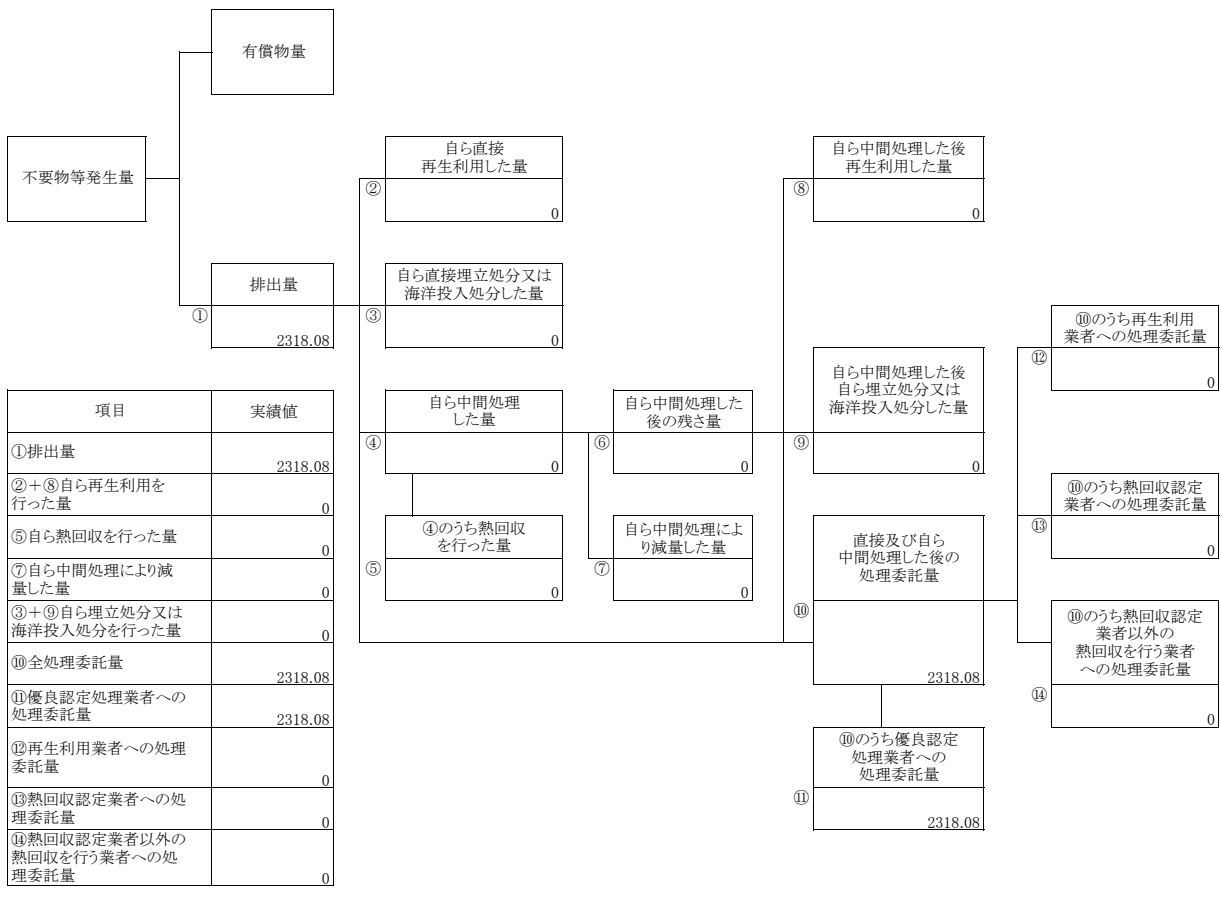 有償物量
不要物等発生量
排出量
①
2318.08
自ら直接
再生利用した量
②
0
自ら直接埋立処分又は
海洋投入処分した量
③
0
自ら中間処理
した量
④
0
④のうち熱回収
を行った量
⑤
0
自ら中間処理した
後の残さ量
⑥
0
自ら中間処理によ
り減量した量
⑦
0
自ら中間処理した後
再生利用した量
⑧
0
自ら中間処理した後
自ら埋立処分又は
海洋投入処分した量
⑨
0
直接及び自ら
中間処理した後の
処理委託量
⑩
2318.08
⑩のうち優良認定
処理業者への
処理委託量
⑪
2318.08
⑩のうち再生利用
業者への処理委託量
⑫
0
⑩のうち熱回収認定
業者への処理委託量
⑬
0
⑩のうち熱回収認定
業者以外の
熱回収を行う業者
への処理委託量
⑭
0
項目 実績値
①排出量
2318.08
②＋⑧自ら再生利用を
行った量
0
⑤自ら熱回収を行った量
0
⑦自ら中間処理により減
量した量
0
③＋⑨自ら埋立処分又は
海洋投入処分を行った量
0
⑩全処理委託量
2318.08
⑪優良認定処理業者への
処理委託量
2318.08
⑫再生利用業者への処理
委託量
0
⑬熱回収認定業者への処
理委託量
0
⑭熱回収認定業者以外の
熱回収を行う業者への処
理委託量
0